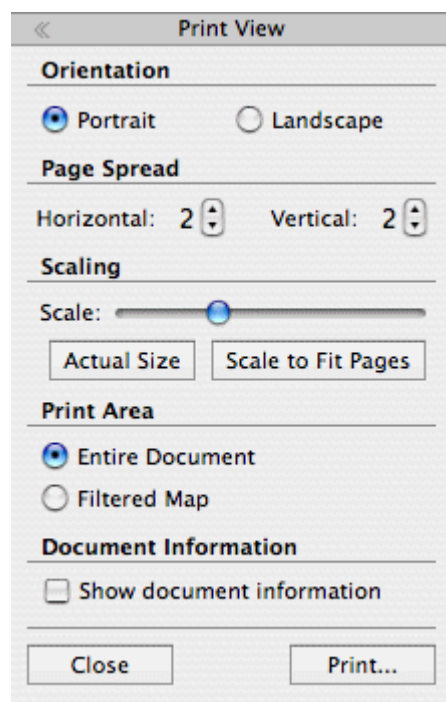 Print View
Orientation
Portrait Landscape
Page Spread
Horizontal: 2 Vertical: 2
Scaling
Scale:
Actual Size Scale to Fit Pages
Print Area
Entire Document
Filtered Map
Document Information
Show document information
Close Print...